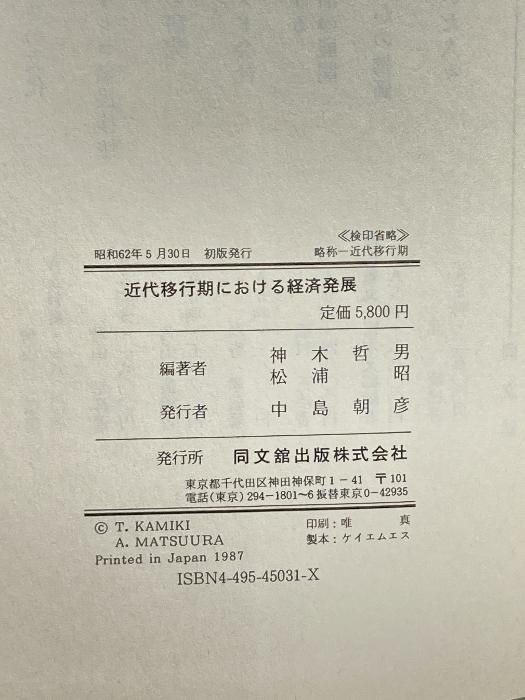 ≪検印省略≫
昭和62年5月30日 初版発行 略称―近代移行期
近代移行期における経済発展
定価 5,800 円
編著者 神木哲男
松浦昭
発行者 中島朝彦
発行所 同文舘出版株式会社
東京都千代田区神田神保町1-41 〒101
電話(東京)294-1801~6 振替東京0-42935
© T. KAMIKI 印刷:唯真
A. MATSUURA 製本:ケイエムエス
Printed in Japan 1987
ISBN4-495-45031-X